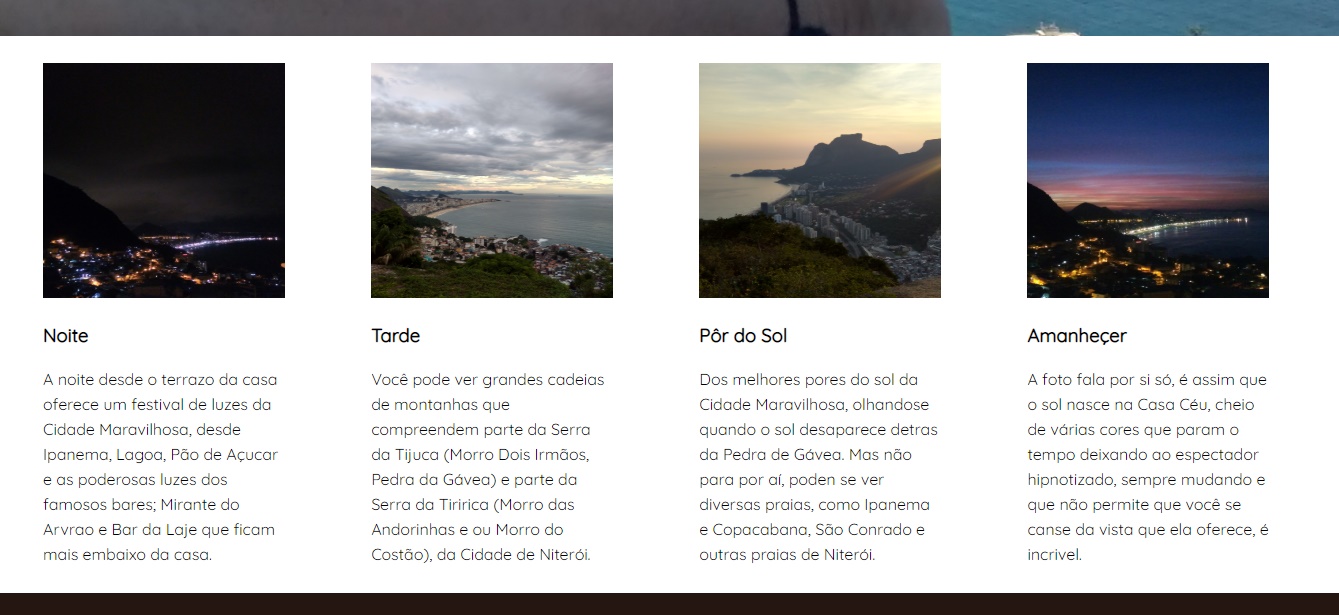 Noite
A noite desde o terrazo da casa
oferece um festival de luzes da
Cidade Maravilhosa, desde
Ipanema, Lagoa, Pão de Açucar
e as poderosas luzes dos
famosos bares; Mirante do
Arvrao e Bar da Laje que ficam
mais embaixo da casa.
Tarde
Você pode ver grandes cadeias
de montanhas que
compreendem parte da Serra
da Tijuca (Morro Dois Irmãos,
Pedra da Gávea) e parte da
Serra da Tiririca (Morro das
Andorinhas e ou Morro do
Costão), da Cidade de Niterói.
Pôr do Sol
Dos melhores pores do sol da
Cidade Maravilhosa, olhandose
quando o sol desaparece detras
da Pedra de Gávea. Mas não
para por aí, poden se ver
diversas praias, como Ipanema
e Copacabana, São Conrado e
outras praias de Niterói.
Amanheçer
A foto fala por si só, é assim que
o sol nasce na Casa Céu, cheio
de várias cores que param o
tempo deixando ao espectador
hipnotizado, sempre mudando e
que não permite que você se
canse da vista que ela oferece, é
incrivel.